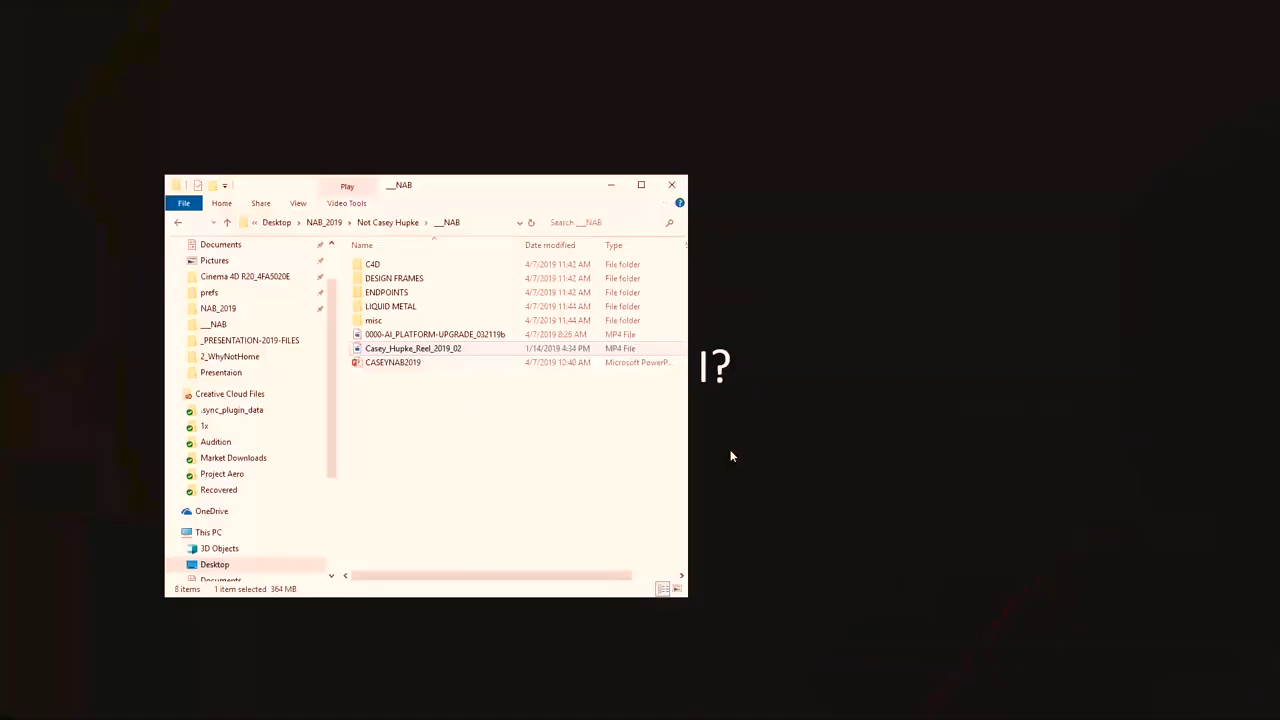 Play ___NAB
File Home Share View Video Tools
« Desktop › NAB_2019 › Not Casey Hupke › ___NAB Search ___NAB
Name Date modified Type
Documents
Pictures
Cinema 4D R20_4FA5020E
prefs
NAB_2019
___NAB
_PRESENTATION-2019-FILES
2_WhyNotHome
Presentaion
Creative Cloud Files
.sync_plugin_data
1x
Audition
Market Downloads
Project Aero
Recovered
OneDrive
This PC
3D Objects
Desktop
Documents
C4D 4/7/2019 11:42 AM File folder
DESIGN FRAMES 4/7/2019 11:42 AM File folder
ENDPOINTS 4/7/2019 11:42 AM File folder
LIQUID METAL 4/7/2019 11:44 AM File folder
misc 4/7/2019 11:44 AM File folder
0000-AI_PLATFORM-UPGRADE_032119b 4/7/2019 8:26 AM MP4 File
Casey_Hupke_Reel_2019_02 1/14/2019 4:34 PM MP4 File
CASEYNAB2019 4/7/2019 10:40 AM Microsoft PowerP...
I?
8 items 1 item selected 364 MB